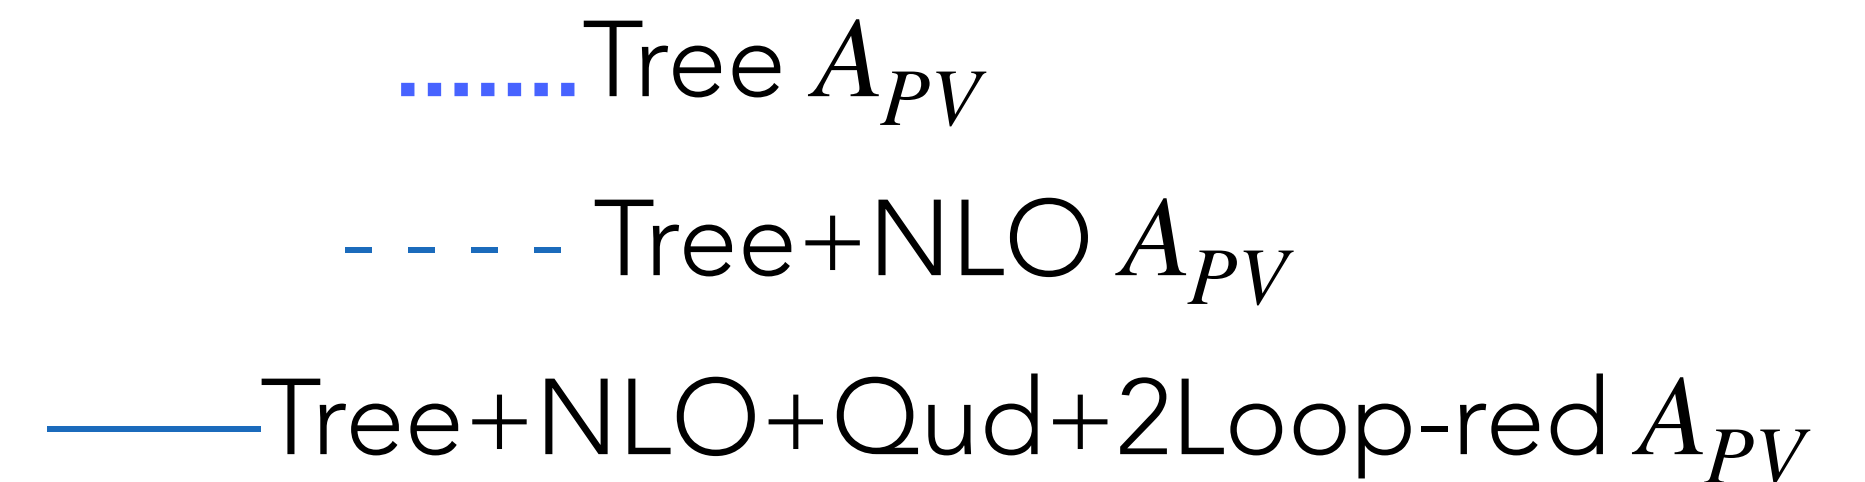 Tree A_PV
Tree+NLO A_PV
Tree+NLO+Qud+2Loop-red A_PV